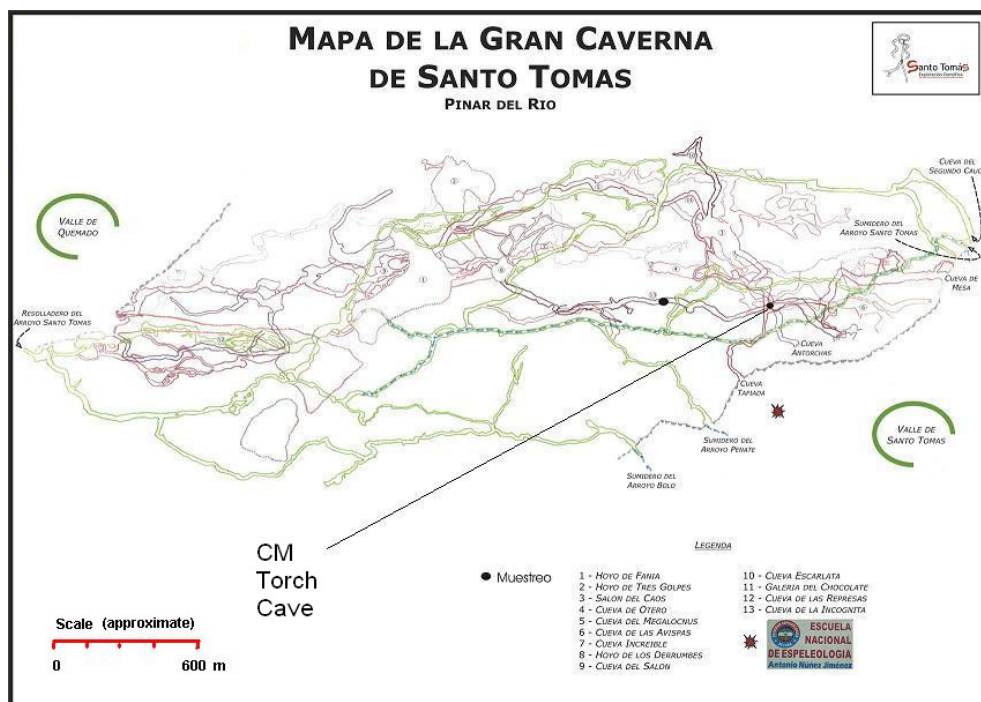 MAPA DE LA GRAN CAVERNA
DE SANTO TOMAS
PINAR DEL RIO
Santo Tomás
Exploración Científica
CUEVA DEL
SEGUNDO CAUC
SUMIDERO DEL
ARROYO SANTO TOMAS
CUEVA DE
MESA
VALLE DE
QUEMADO
RESOLLADERO DEL
ARROYO SANTO TOMAS
CUEVA
ANTORCHAS
CUEVA
TAPIADA
VALLE DE
SANTO TOMAS
SUMIDERO DEL
ARROYO PENATE
SUMIDERO DEL
ARROYO BOLO
CM
Torch
Cave
Scale (approximate)
0 600 m
LEGENDA
Muestreo
1 - HOYO DE FANIA
2 - HOYO DE TRES GOLPES
3 - SALON DEL CAOS
4 - CUEVA DE OTERO
5 - CUEVA DEL MEGALOCNUS
6 - CUEVA DE LAS AVISPAS
7 - CUEVA INCREIBLE
8 - HOYO DE LOS DERRUMBES
9 - CUEVA DEL SALON
10 - CUEVA ESCARLATA
11 - GALERIA DEL CHOCOLATE
12 - CUEVA DE LAS REPRESAS
13 - CUEVA DE LA INCOGNITA
ESCUELA
NACIONAL
DE ESPELEOLOGIA
Antonio Núñez Jiménez